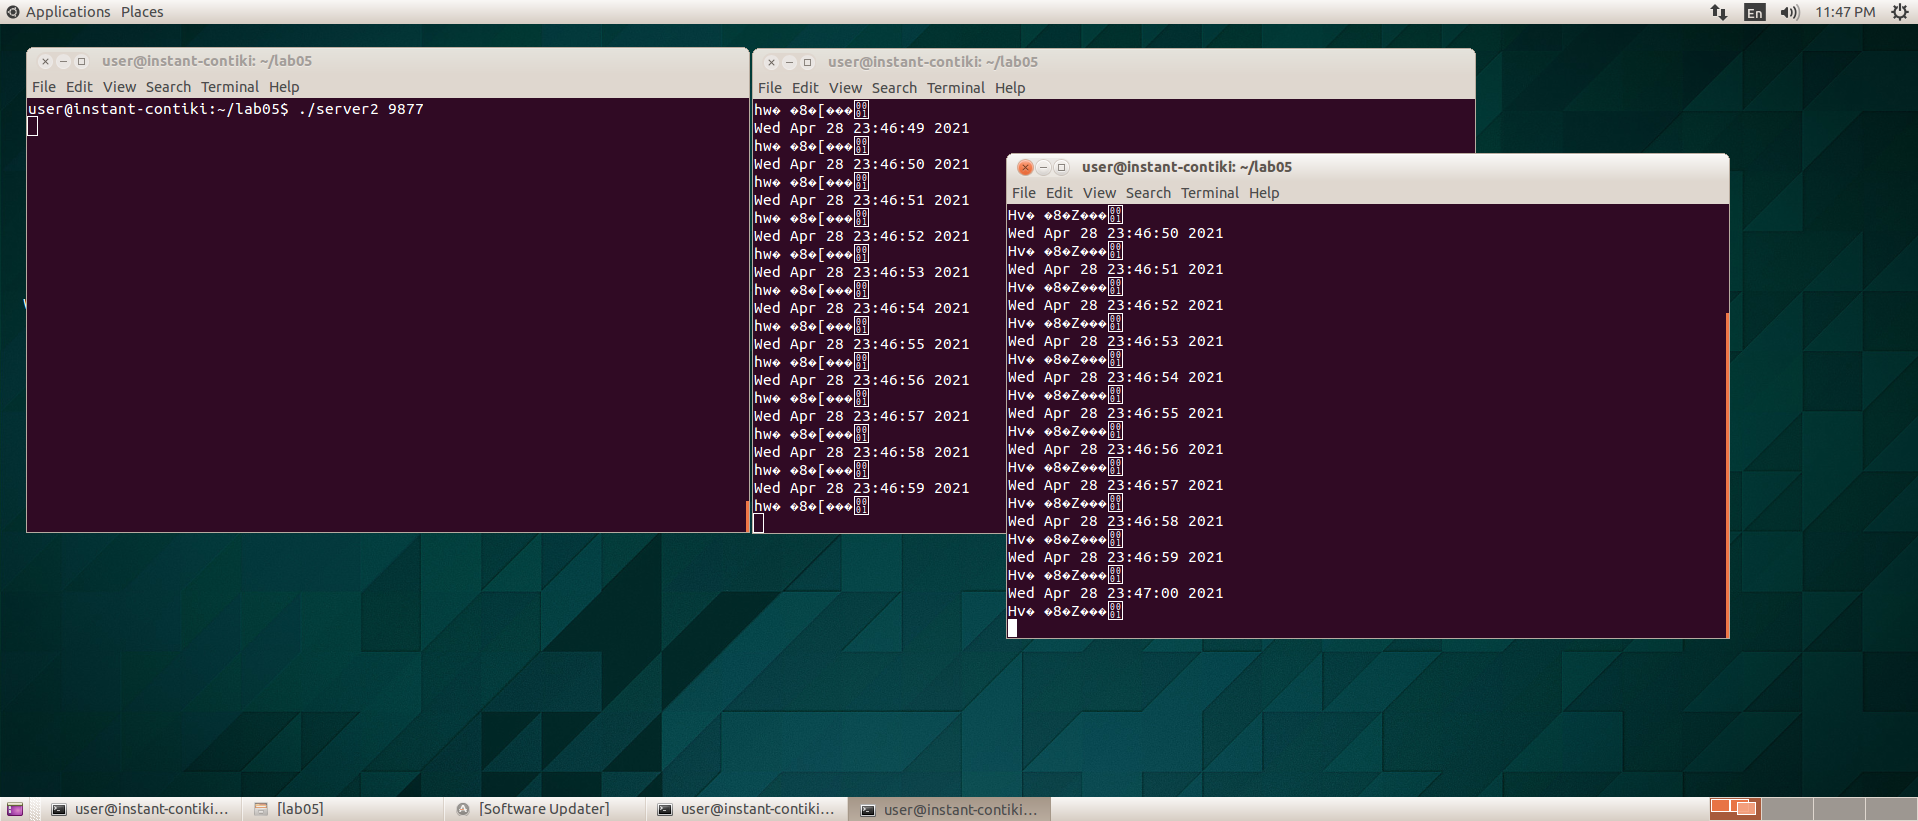 Applications Places
En 11:47 PM
user@instant-contiki: ~/lab05
File Edit View Search Terminal Help
user@instant-contiki:~/lab05$ ./server2 9877
user@instant-contiki: ~/lab05
File Edit View Search Terminal Help
hw� �8�[���
Wed Apr 28 23:46:49 2021
hw� �8�[���
Wed Apr 28 23:46:50 2021
hw� �8�[���
Wed Apr 28 23:46:51 2021
hw� �8�[���
Wed Apr 28 23:46:52 2021
hw� �8�[���
Wed Apr 28 23:46:53 2021
hw� �8�[���
Wed Apr 28 23:46:54 2021
hw� �8�[���
Wed Apr 28 23:46:55 2021
hw� �8�[���
Wed Apr 28 23:46:56 2021
hw� �8�[���
Wed Apr 28 23:46:57 2021
hw� �8�[���
Wed Apr 28 23:46:58 2021
hw� �8�[���
Wed Apr 28 23:46:59 2021
hw� �8�[���
user@instant-contiki: ~/lab05
File Edit View Search Terminal Help
Hv� �8�Z���
Wed Apr 28 23:46:50 2021
Hv� �8�Z���
Wed Apr 28 23:46:51 2021
Hv� �8�Z���
Wed Apr 28 23:46:52 2021
Hv� �8�Z���
Wed Apr 28 23:46:53 2021
Hv� �8�Z���
Wed Apr 28 23:46:54 2021
Hv� �8�Z���
Wed Apr 28 23:46:55 2021
Hv� �8�Z���
Wed Apr 28 23:46:56 2021
Hv� �8�Z���
Wed Apr 28 23:46:57 2021
Hv� �8�Z���
Wed Apr 28 23:46:58 2021
Hv� �8�Z���
Wed Apr 28 23:46:59 2021
Hv� �8�Z���
Wed Apr 28 23:47:00 2021
Hv� �8�Z���
user@instant-contiki... [lab05] [Software Updater] user@instant-contiki... user@instant-contiki...